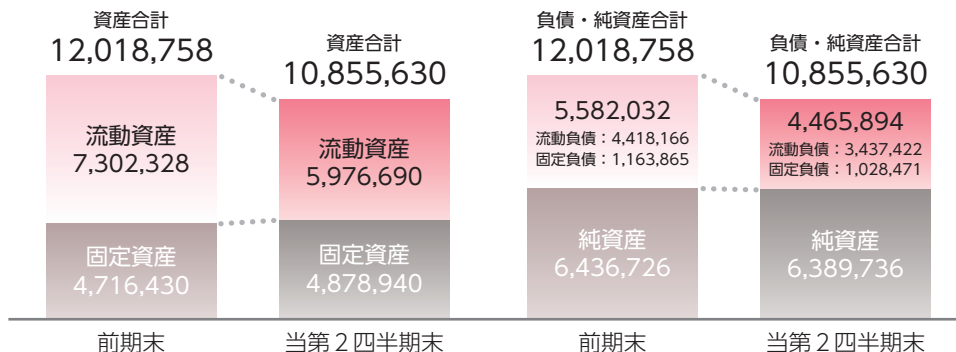 資産合計
12,018,758
流動資産
7,302,328
固定資産
4,716,430
前期末
資産合計
10,855,630
流動資産
5,976,690
固定資産
4,878,940
当第2四半期末
負債・純資産合計
12,018,758
5,582,032
流動負債：4,418,166
固定負債：1,163,865
純資産
6,436,726
前期末
負債・純資産合計
10,855,630
4,465,894
流動負債：3,437,422
固定負債：1,028,471
純資産
6,389,736
当第2四半期末